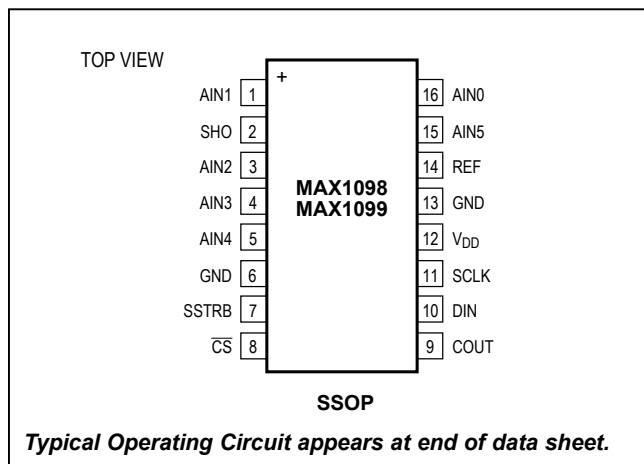 TOP VIEW
+
AIN1 1
SHO 2
AIN2 3
AIN3 4
AIN4 5
GND 6
SSTRB 7
C̅S̅ 8
MAX1098
MAX1099
16 AIN0
15 AIN5
14 REF
13 GND
12 VDD
11 SCLK
10 DIN
9 COUT
SSOP
Typical Operating Circuit appears at end of data sheet.